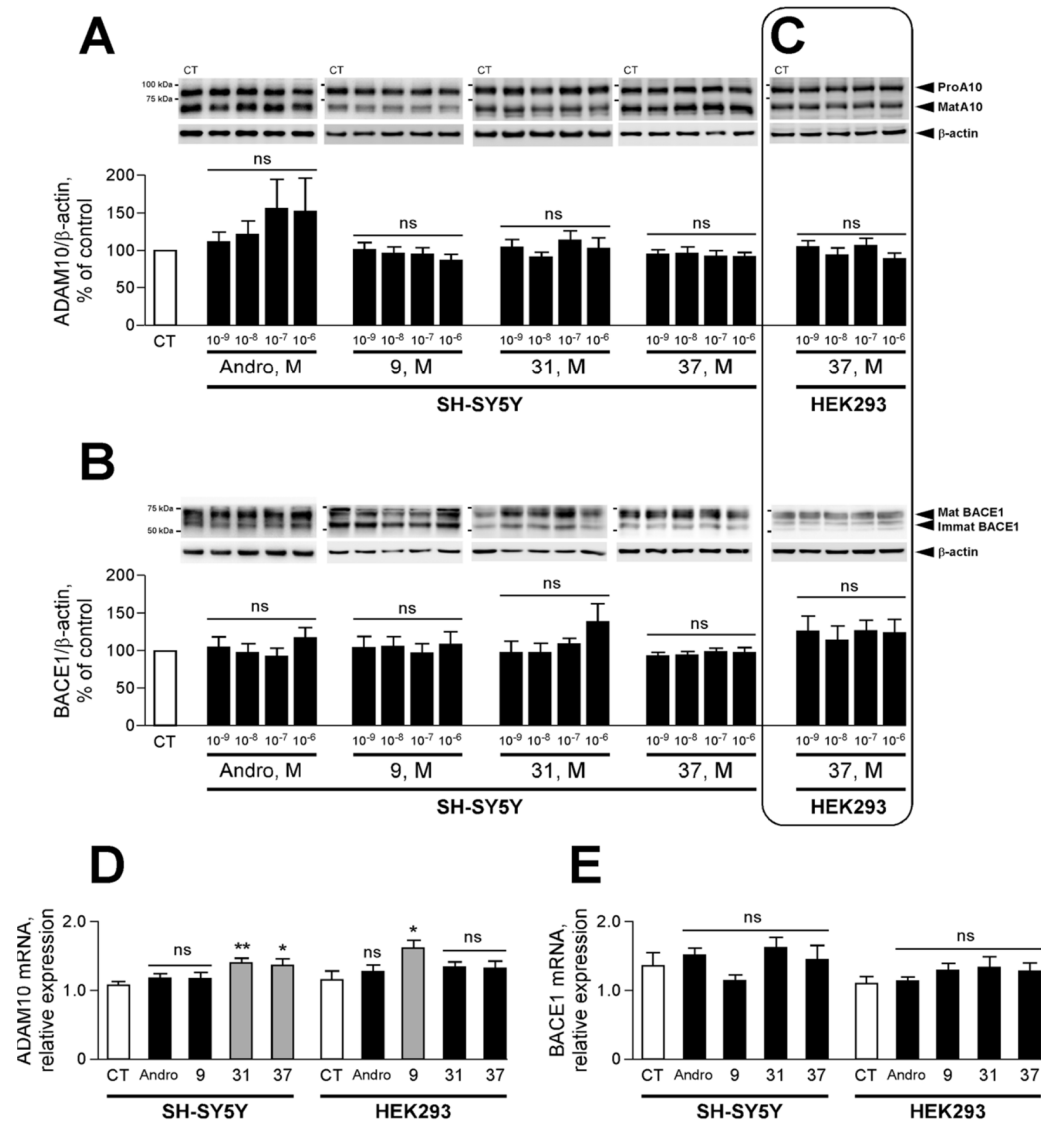 A
C
CT CT CT CT CT
100 kDa
75 kDa
ProA10
MatA10
β-actin
ADAM10/β-actin,
% of control
200
150
100
50
0
ns
ns
ns
ns
ns
CT
10-9 10-8 10-7 10-6 10-9 10-8 10-7 10-6 10-9 10-8 10-7 10-6 10-9 10-8 10-7 10-6 10-9 10-8 10-7 10-6
Andro, M 9, M 31, M 37, M 37, M
SH-SY5Y HEK293
B
75 kDa
50 kDa
Mat BACE1
Immat BACE1
β-actin
BACE1/β-actin,
% of control
200
150
100
50
0
ns
ns
ns
ns
ns
CT
10-9 10-8 10-7 10-6 10-9 10-8 10-7 10-6 10-9 10-8 10-7 10-6 10-9 10-8 10-7 10-6 10-9 10-8 10-7 10-6
Andro, M 9, M 31, M 37, M 37, M
SH-SY5Y HEK293
D
ADAM10 mRNA,
relative expression
2.0
1.0
0
ns ** * ns * ns
CT Andro 9 31 37 CT Andro 9 31 37
SH-SY5Y HEK293
E
BACE1 mRNA,
relative expression
2.0
1.0
0
ns ns
CT Andro 9 31 37 CT Andro 9 31 37
SH-SY5Y HEK293